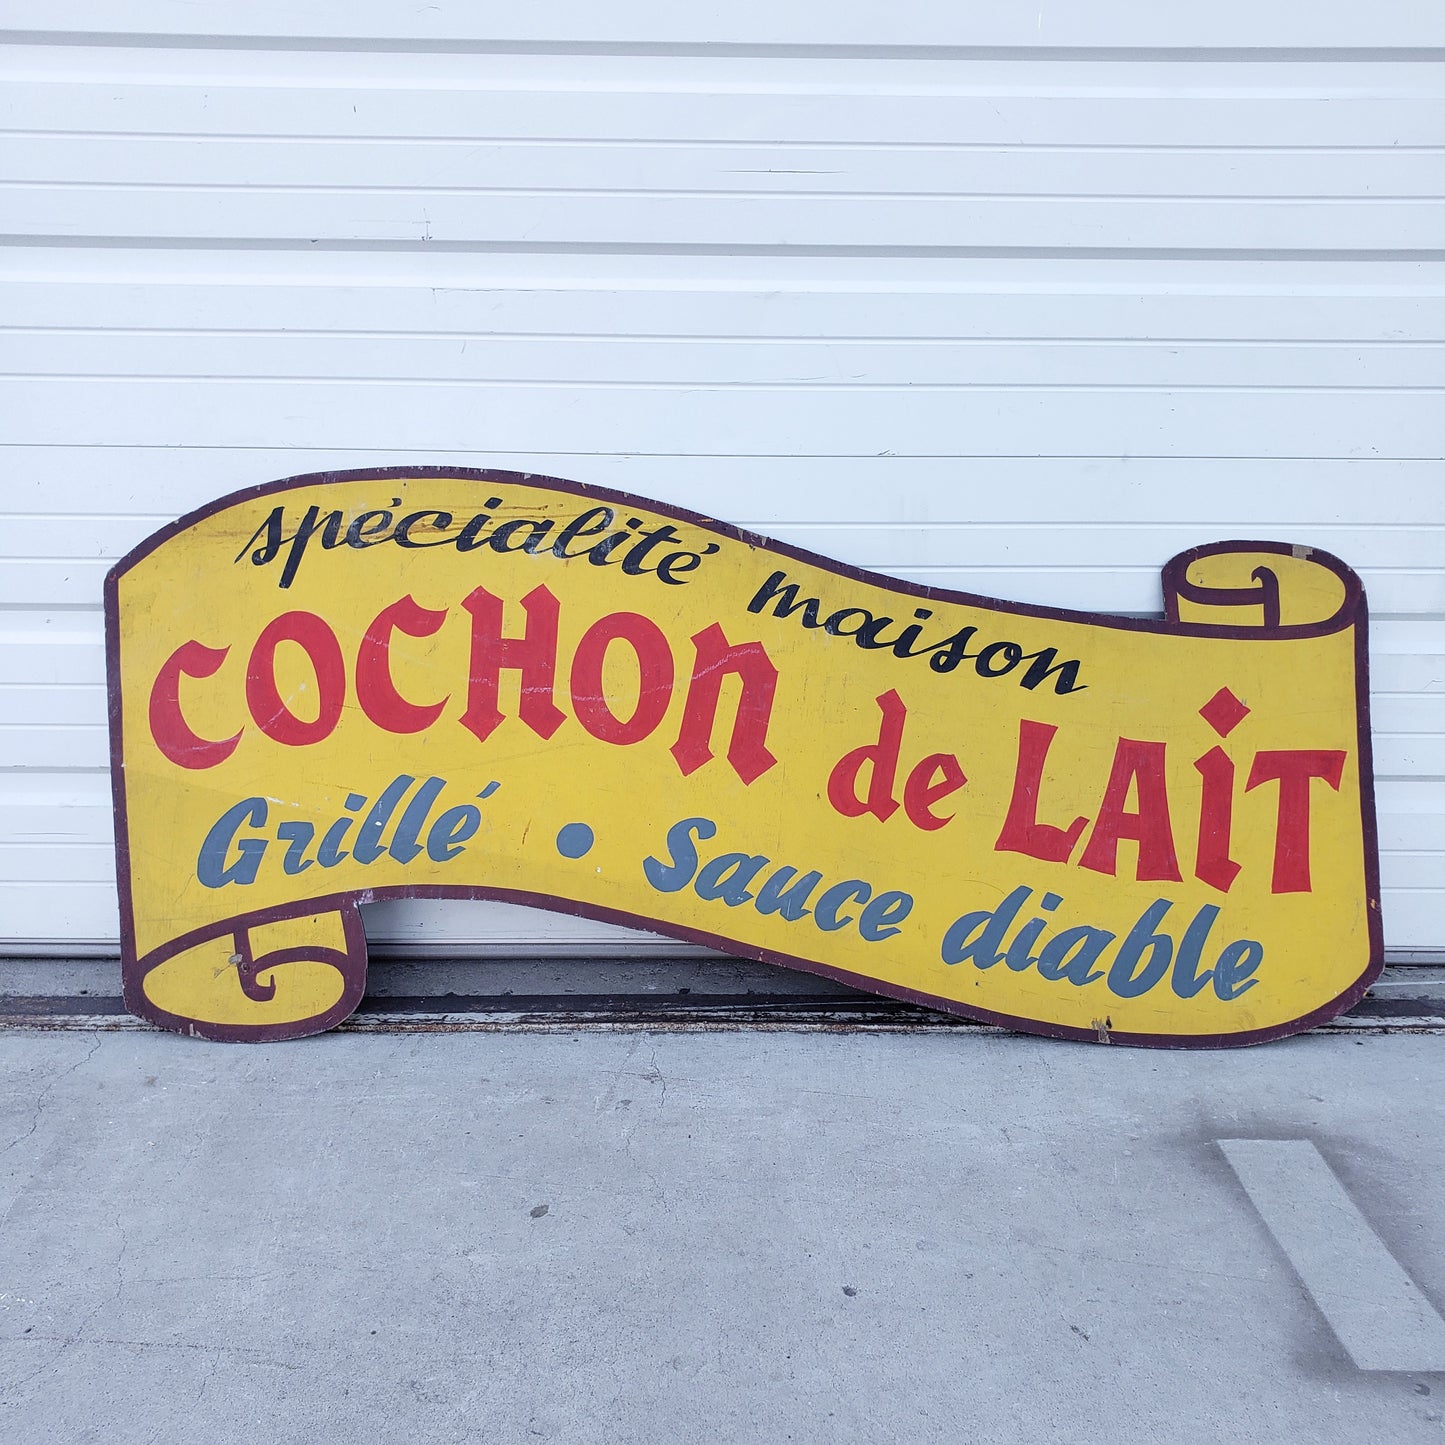 spécialité maison
COCHON de LAiT
Grillé • Sauce diable